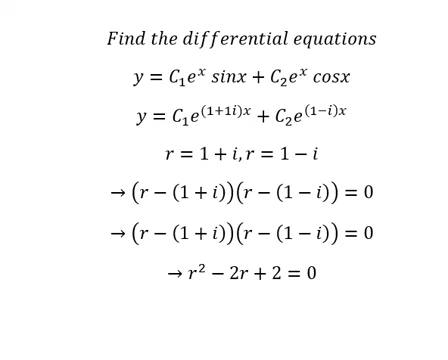 Find the differential equations
y = C₁eˣ sinx + C₂eˣ cosx
y = C₁e⁽¹⁺¹ⁱ⁾ˣ + C₂e⁽¹⁻ⁱ⁾ˣ
r = 1 + i, r = 1 − i
→ (r − (1 + i))(r − (1 − i)) = 0
→ (r − (1 + i))(r − (1 − i)) = 0
→ r² − 2r + 2 = 0